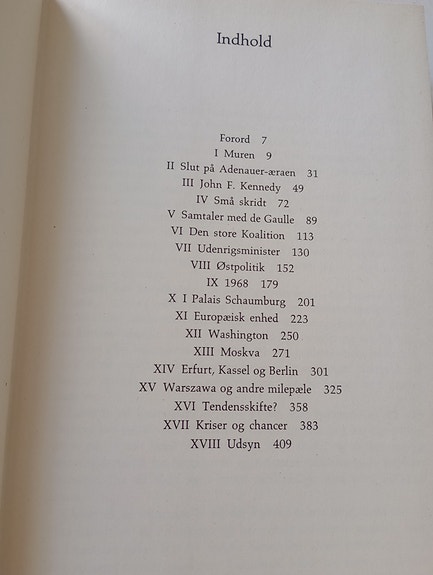 Indhold
Forord 7
I Muren 9
II Slut på Adenauer-æraen 31
III John F. Kennedy 49
IV Små skridt 72
V Samtaler med de Gaulle 89
VI Den store Koalition 113
VII Udenrigsminister 130
VIII Østpolitik 152
IX 1968 179
X I Palais Schaumburg 201
XI Europæisk enhed 223
XII Washington 250
XIII Moskva 271
XIV Erfurt, Kassel og Berlin 301
XV Warszawa og andre milepæle 325
XVI Tendensskifte? 358
XVII Kriser og chancer 383
XVIII Udsyn 409